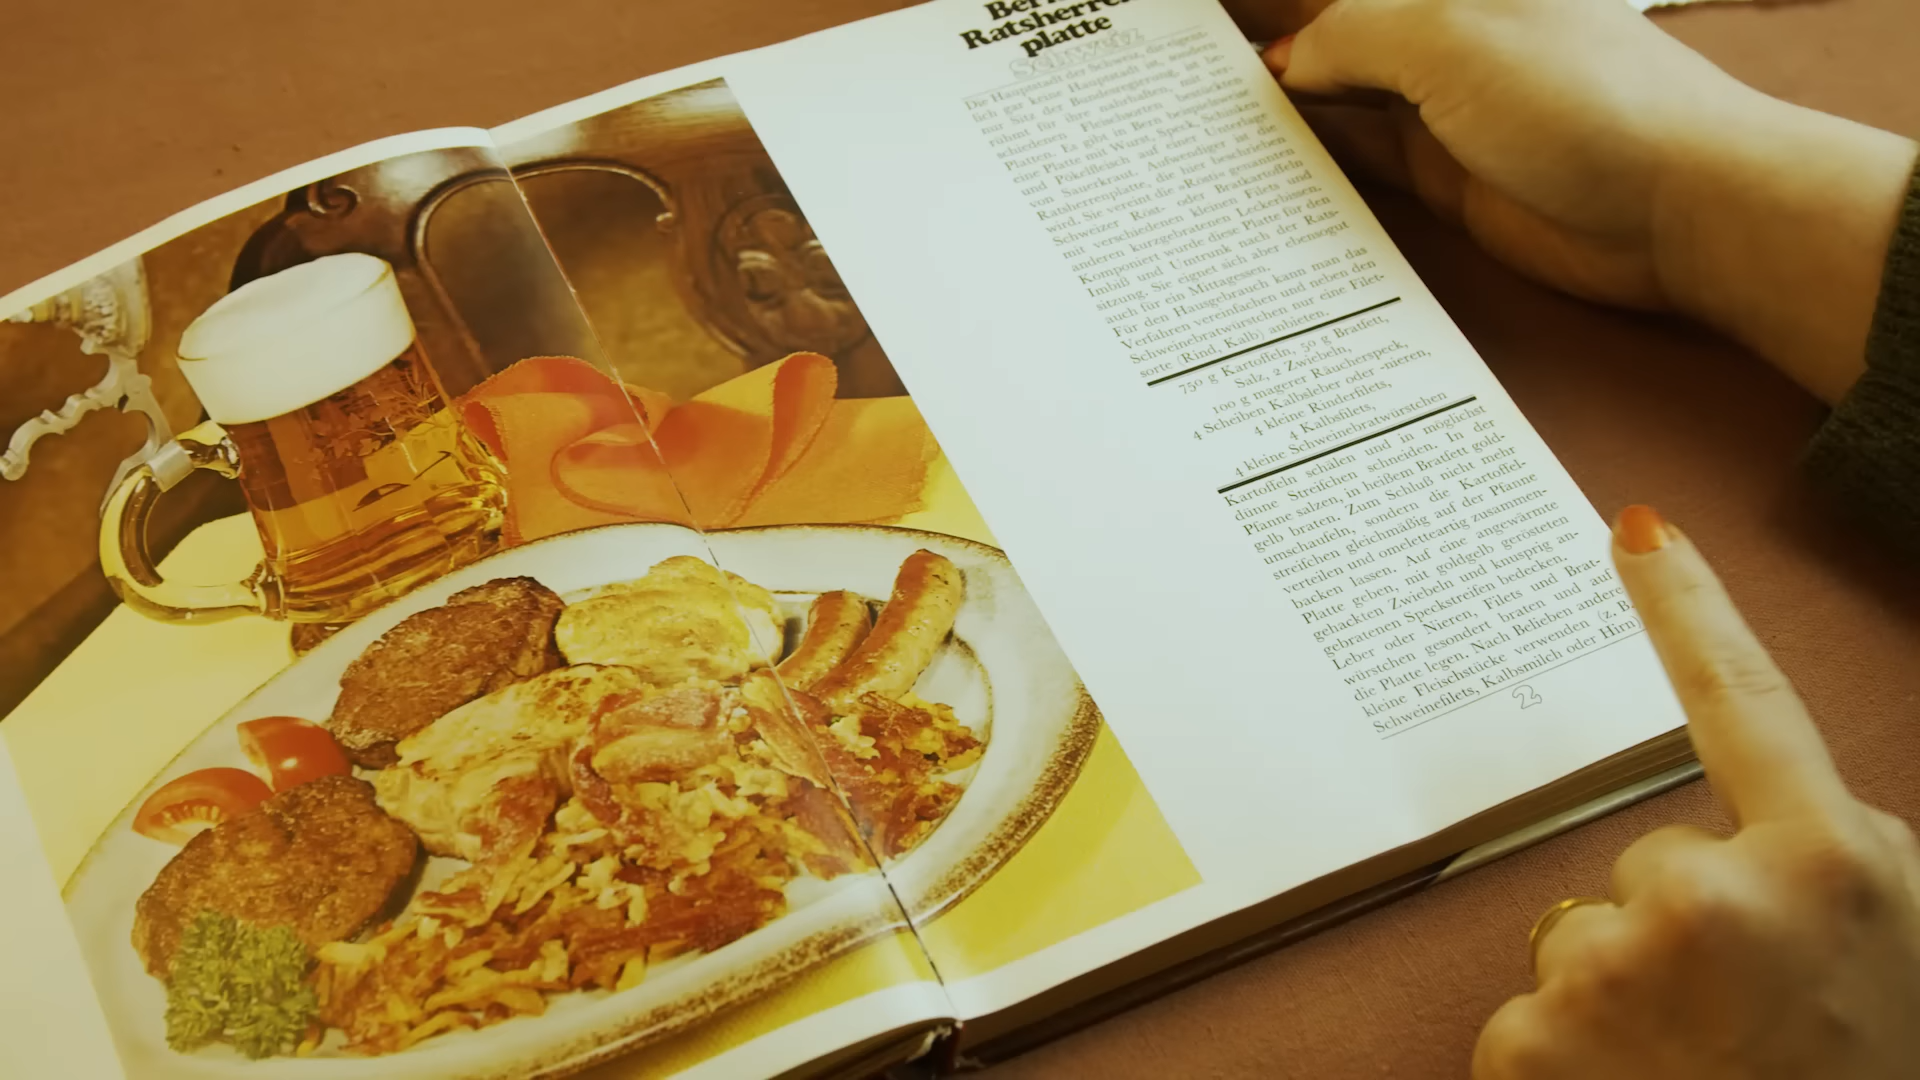 Ratsherren-
platte
Schweiz
Die Hauptstadt der Schweiz, die eigent-
lich gar keine Hauptstadt ist, sondern
nur Sitz der Bundesregierung, ist be-
rühmt für ihre nahrhaften, mit ver-
schiedenen Fleischsorten bestückten
Platten. Es gibt in Bern beispielsweise
eine Platte mit Wurst, Speck, Schinken
und Pökelfleisch auf einer Unterlage
von Sauerkraut. Aufwendiger ist die
Ratsherrenplatte, die hier beschrieben
wird. Sie vereint die «Rösti» genannten
Schweizer Röst- oder Bratkartoffeln
mit verschiedenen kleinen Filets und
anderen kurzgebratenen Leckerbissen.
Komponiert wurde diese Platte für den
Imbiß und Umtrunk nach der Rats-
sitzung. Sie eignet sich aber ebensogut
auch für ein Mittagessen.
Für den Hausgebrauch kann man das
Verfahren vereinfachen und neben den
Schweinebratwürstchen nur eine Filet-
sorte (Rind, Kalb) anbieten.
750 g Kartoffeln, 50 g Bratfett,
Salz, 2 Zwiebeln,
100 g magerer Räucherspeck,
4 Scheiben Kalbsleber oder -nieren,
4 kleine Rinderfilets,
4 Kalbsfilets,
4 kleine Schweinebratwürstchen
Kartoffeln schälen und in möglichst
dünne Streifchen schneiden. In der
Pfanne salzen, in heißem Bratfett gold-
gelb braten. Zum Schluß nicht mehr
umschaufeln, sondern die Kartoffel-
streifchen gleichmäßig auf der Pfanne
verteilen und omeletteartig zusammen-
backen lassen. Auf eine angewärmte
Platte geben, mit goldgelb gerösteten
gehackten Zwiebeln und knusprig an-
gebratenen Speckstreifen bedecken.
Leber oder Nieren, Filets und Brat-
würstchen gesondert braten und auf
die Platte legen. Nach Belieben andere
kleine Fleischstücke verwenden (z. B.
Schweinefilets, Kalbsmilch oder Hirn)
22